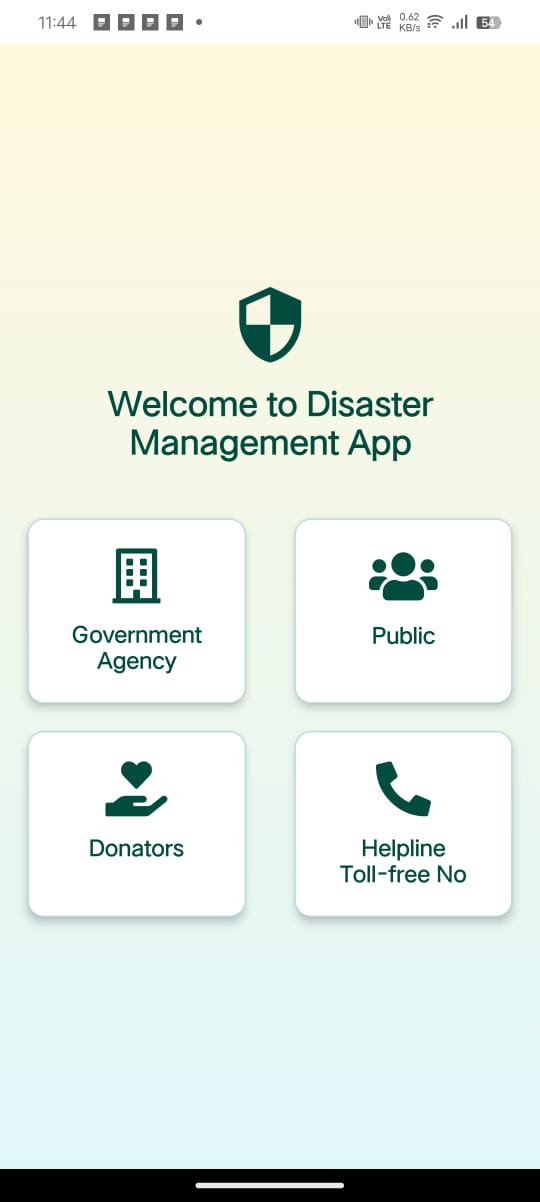 11:44
Vo)) 0.62
LTE KB/s
54
Welcome to Disaster
Management App
Government
Agency
Public
Donators
Helpline
Toll-free No